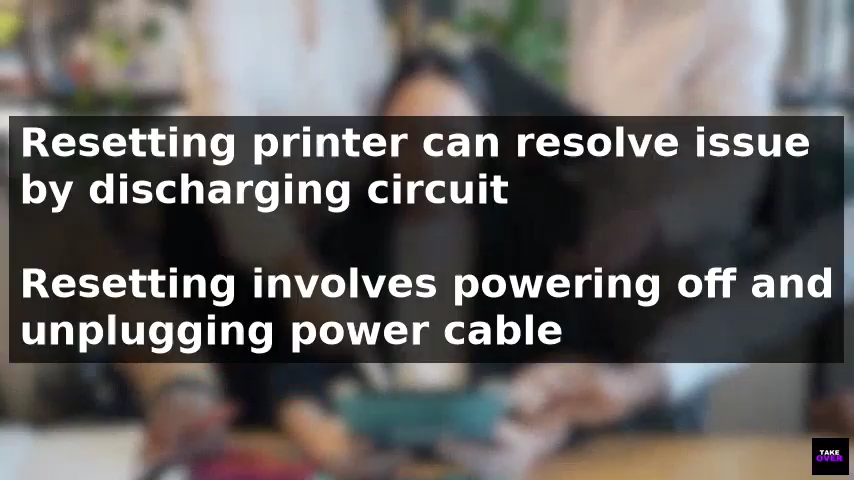 Resetting printer can resolve issue
by discharging circuit
Resetting involves powering off and
unplugging power cable
TAKE
OVER